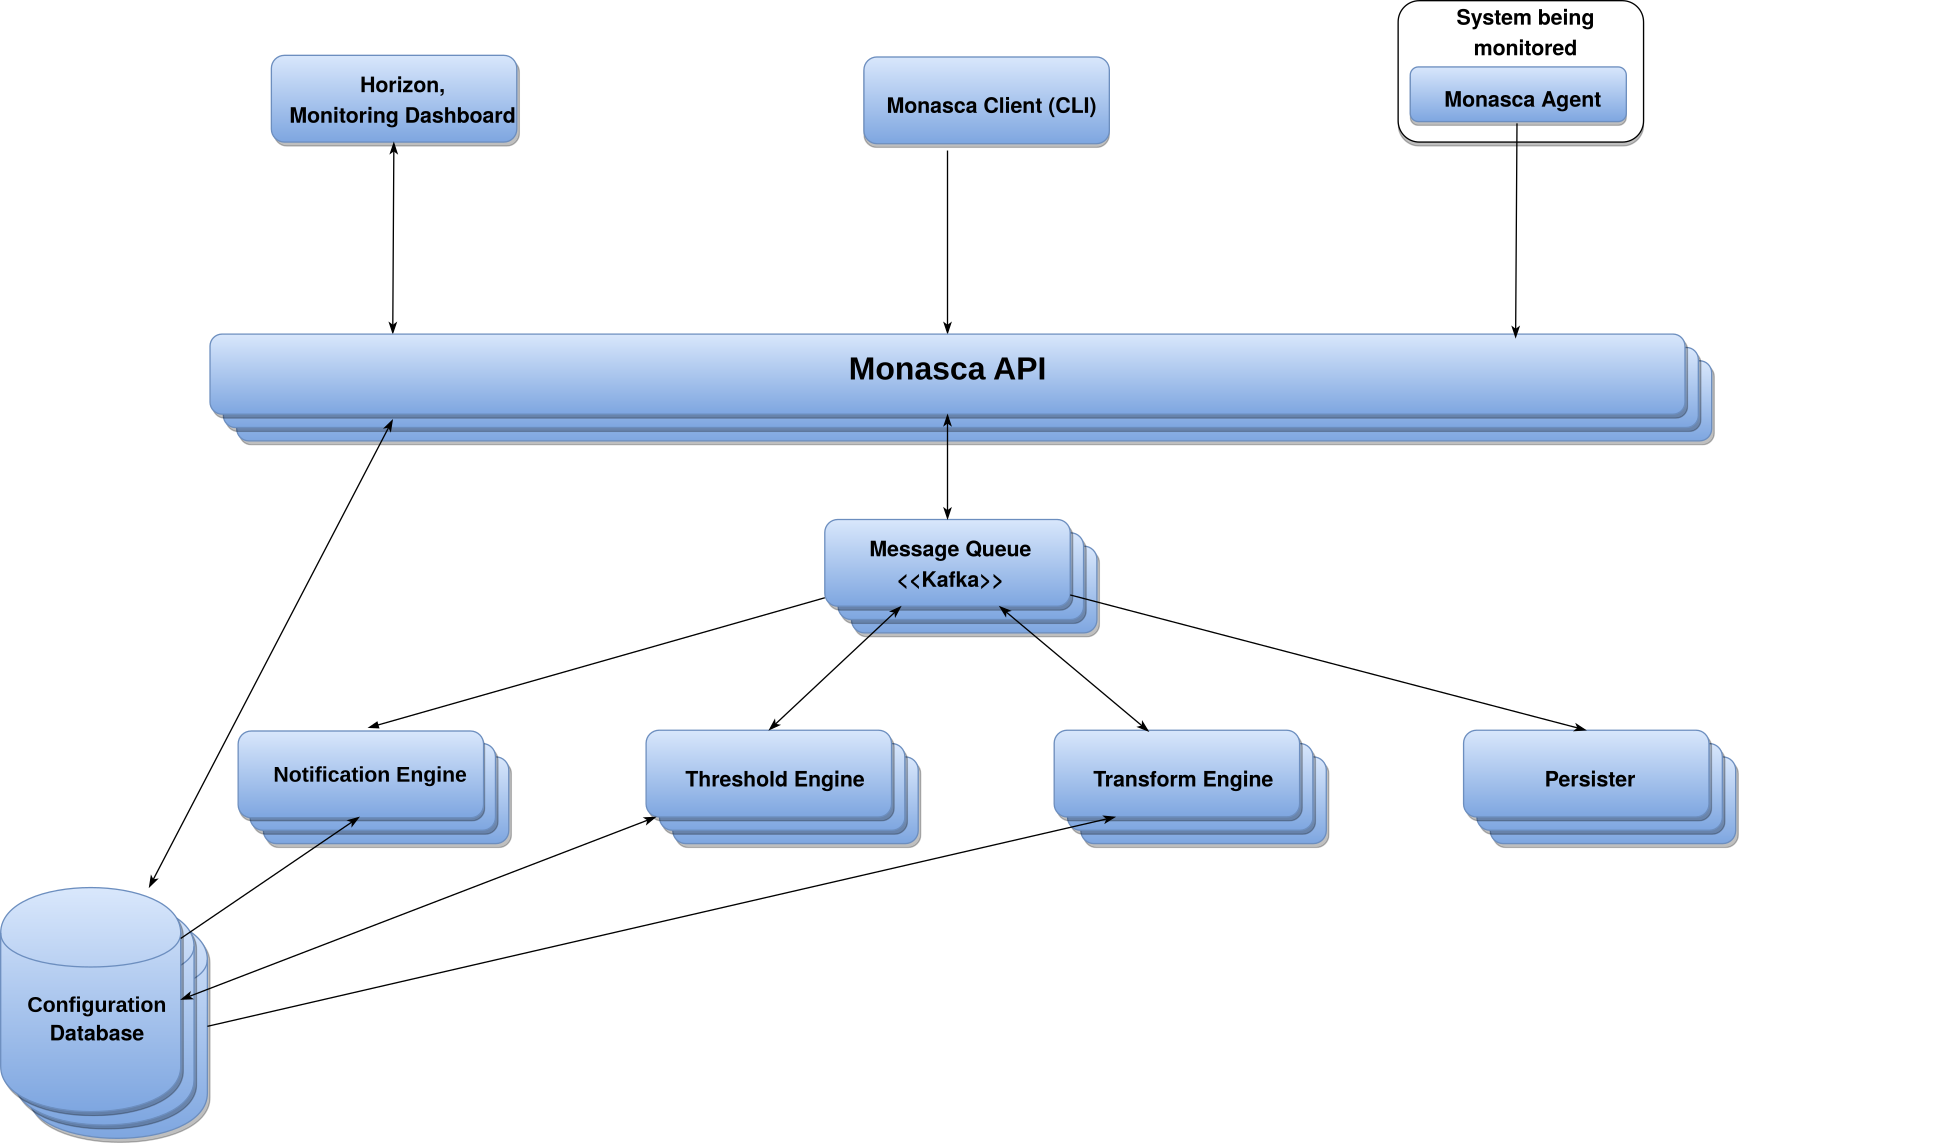 System being
monitored
Horizon,
Monitoring Dashboard
Monasca Client (CLI)
Monasca Agent
Monasca API
Message Queue
<<Kafka>>
Notification Engine
Threshold Engine
Transform Engine
Persister
Configuration
Database